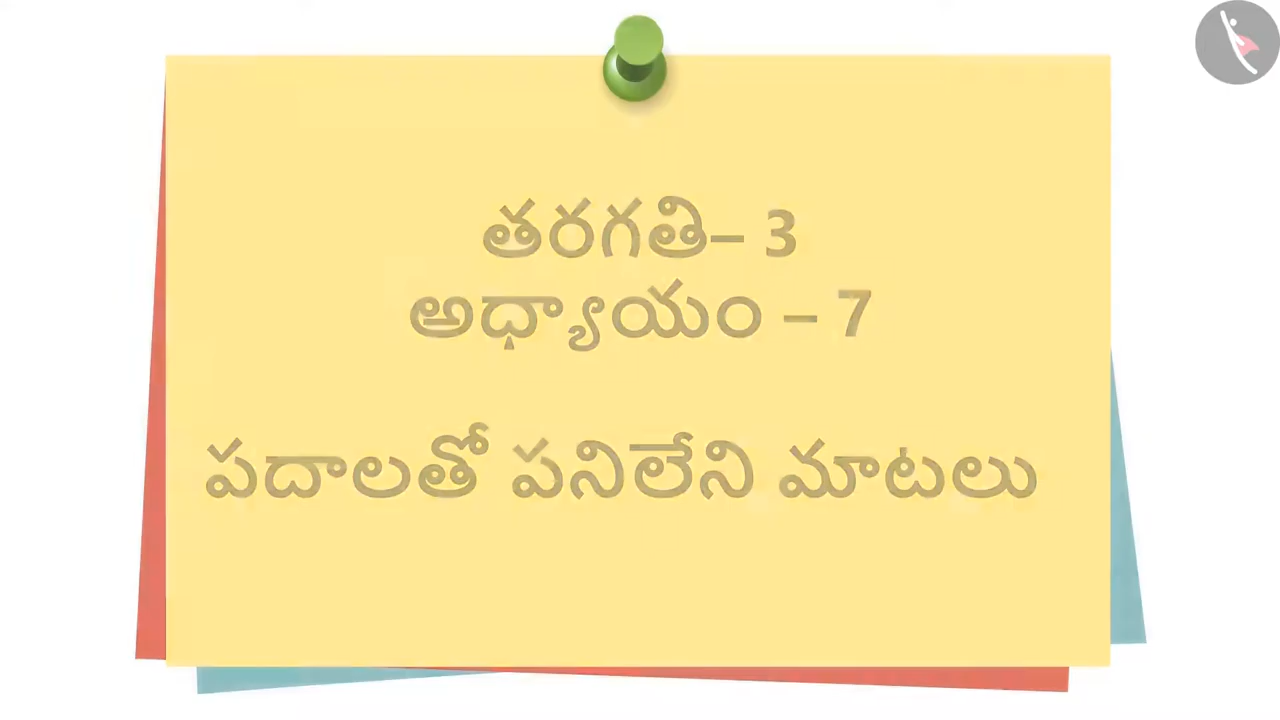 తరగతి– 3
అధ్యాయం – 7
పదాలతో పనిలేని మాటలు